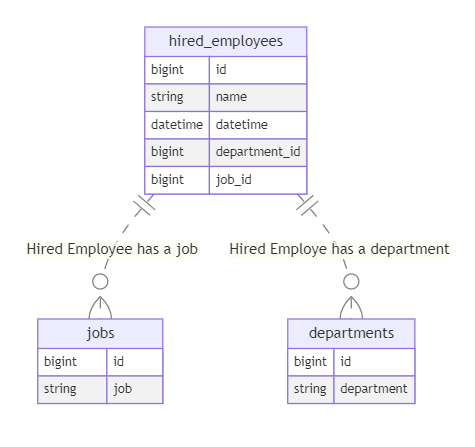 hired_employees
bigint id
string name
datetime datetime
bigint department_id
bigint job_id
Hired Employee has a job
Hired Employe has a department
jobs
bigint id
string job
departments
bigint id
string department